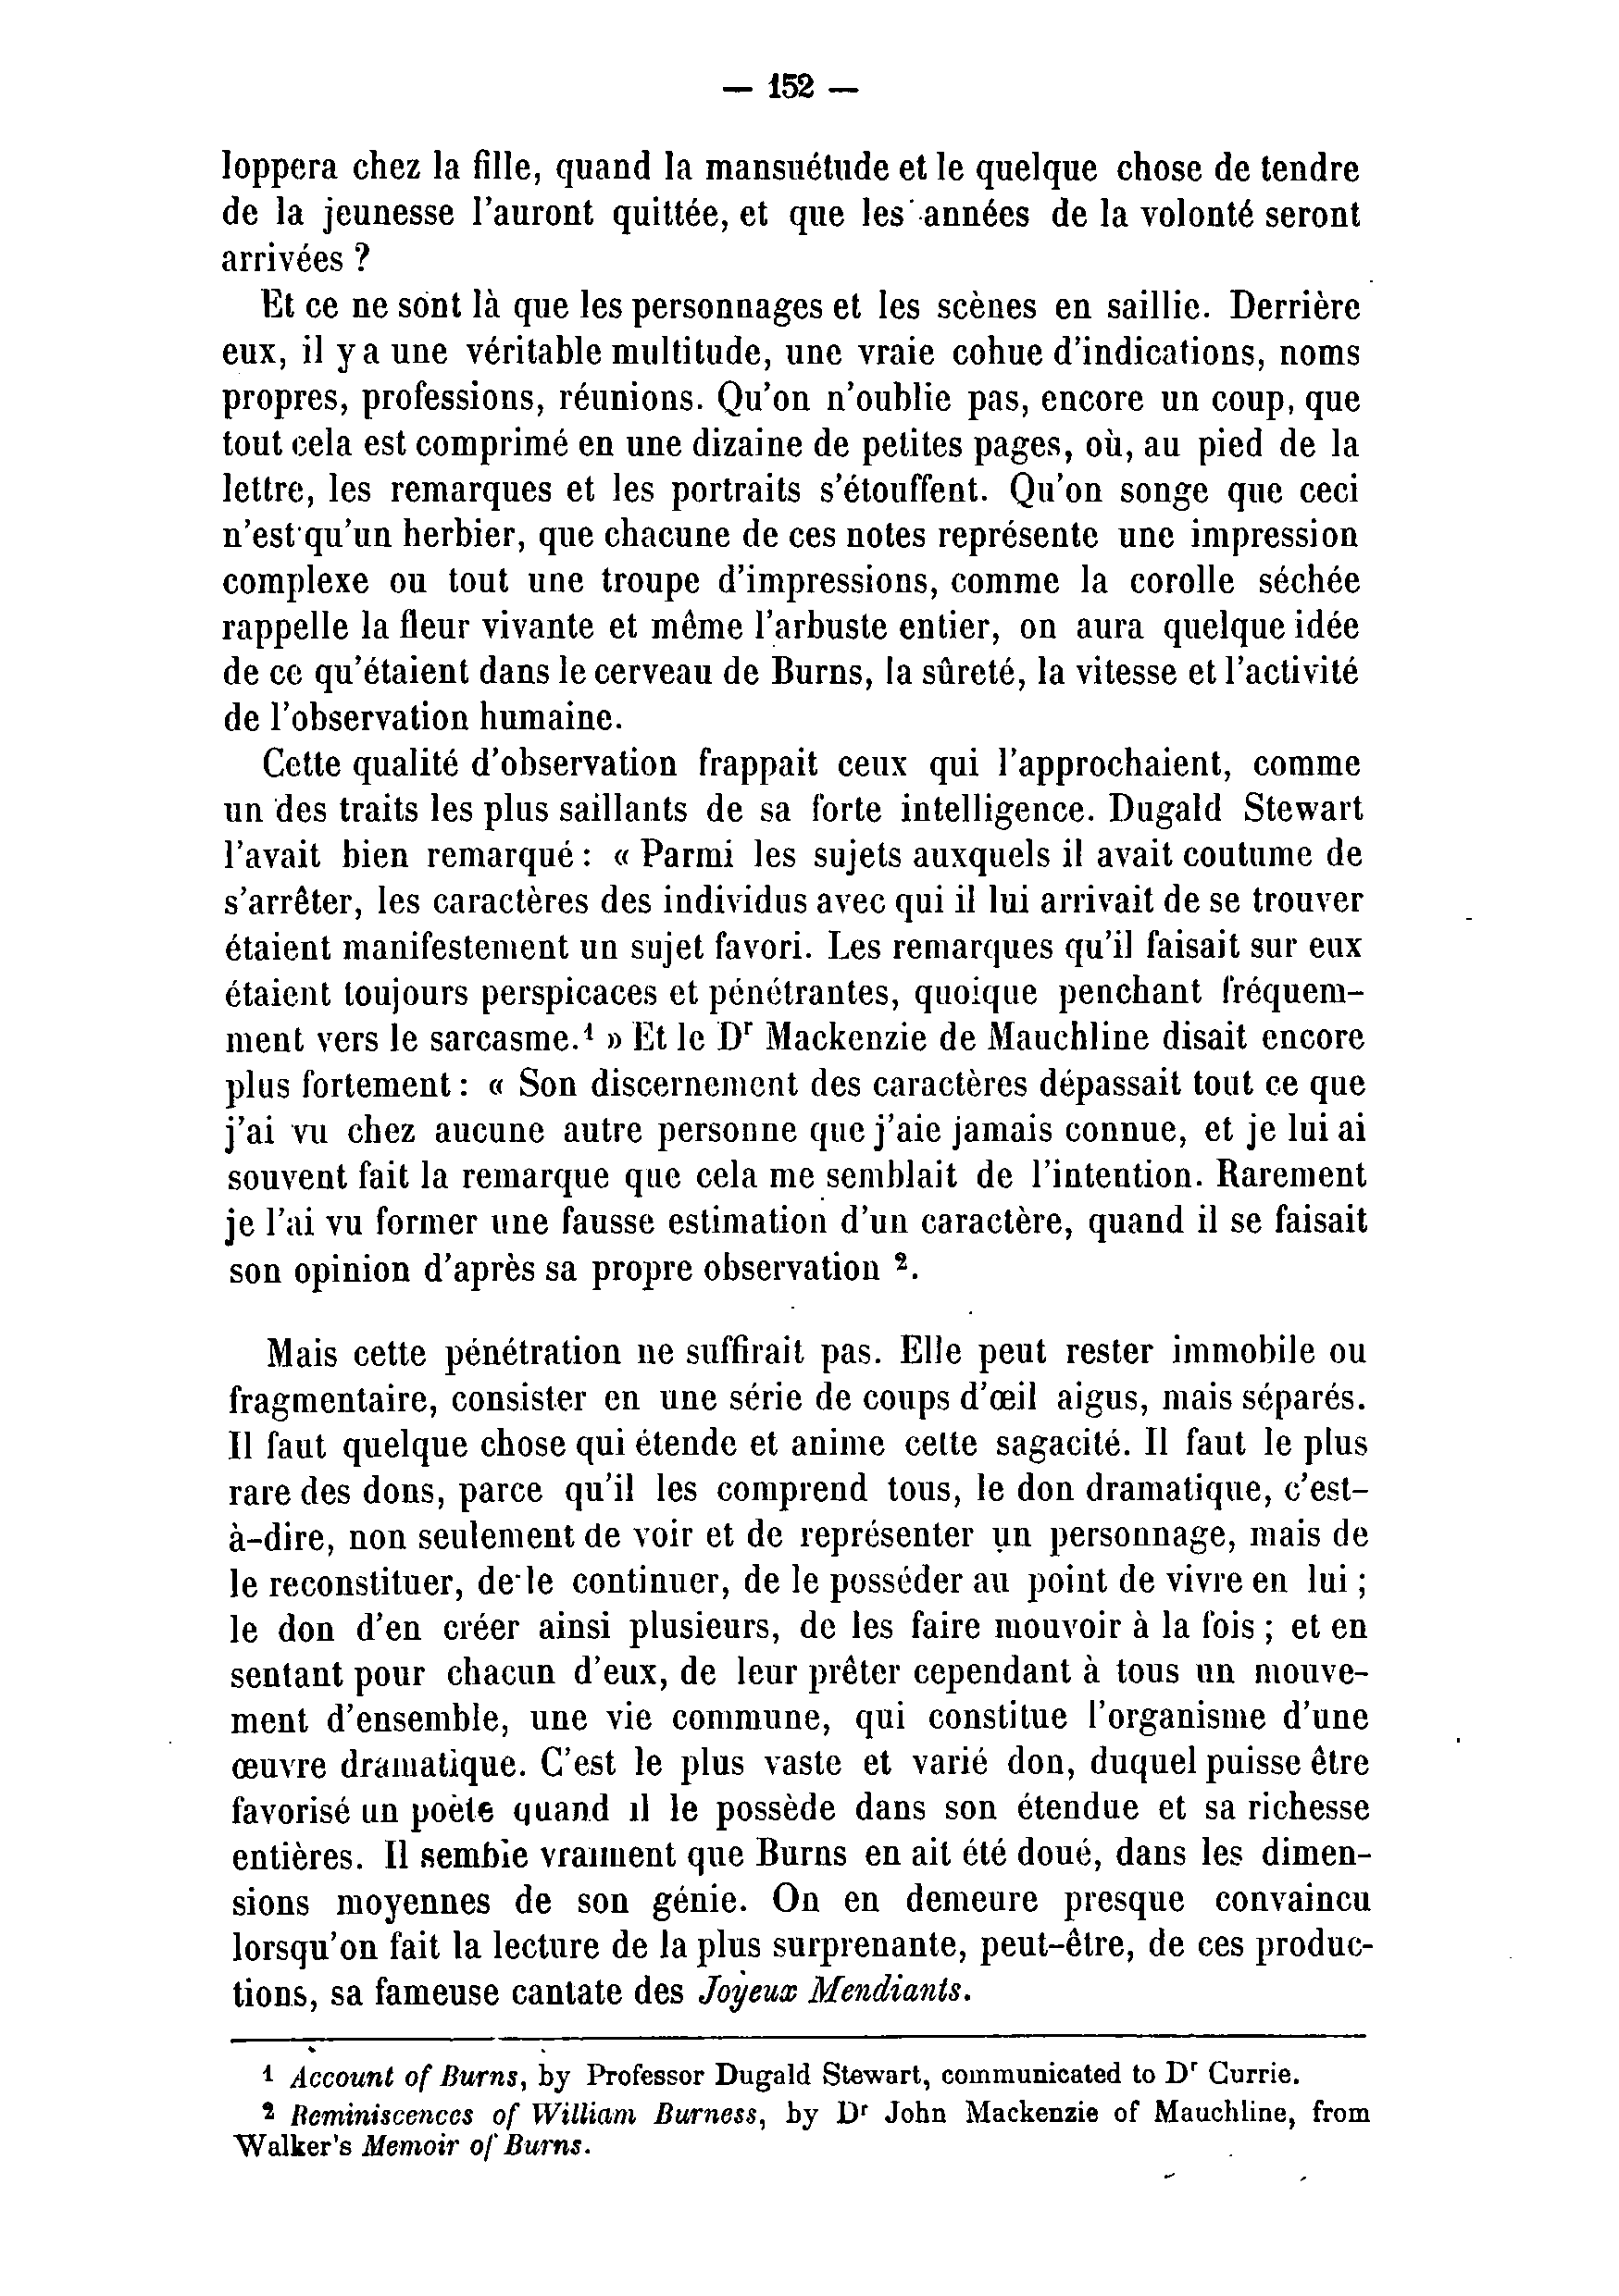 — 152 —
loppera chez la fille, quand la mansuétude et le quelque chose de tendre
de la jeunesse l'auront quittée, et que les années de la volonté seront
arrivées ?
Et ce ne sont là que les personnages et les scènes en saillie. Derrière
eux, il y a une véritable multitude, une vraie cohue d'indications, noms
propres, professions, réunions. Qu'on n'oublie pas, encore un coup, que
tout cela est comprimé en une dizaine de petites pages, où, au pied de la
lettre, les remarques et les portraits s'étouffent. Qu'on songe que ceci
n'est qu'un herbier, que chacune de ces notes représente une impression
complexe ou tout une troupe d'impressions, comme la corolle séchée
rappelle la fleur vivante et même l'arbuste entier, on aura quelque idée
de ce qu'étaient dans le cerveau de Burns, la sûreté, la vitesse et l'activité
de l'observation humaine.
Cette qualité d'observation frappait ceux qui l'approchaient, comme
un des traits les plus saillants de sa forte intelligence. Dugald Stewart
l'avait bien remarqué : « Parmi les sujets auxquels il avait coutume de
s'arrêter, les caractères des individus avec qui il lui arrivait de se trouver
étaient manifestement un sujet favori. Les remarques qu'il faisait sur eux
étaient toujours perspicaces et pénétrantes, quoique penchant fréquem-
ment vers le sarcasme.¹ » Et le Dʳ Mackenzie de Mauchline disait encore
plus fortement : « Son discernement des caractères dépassait tout ce que
j'ai vu chez aucune autre personne que j'aie jamais connue, et je lui ai
souvent fait la remarque que cela me semblait de l'intention. Rarement
je l'ai vu former une fausse estimation d'un caractère, quand il se faisait
son opinion d'après sa propre observation ².
Mais cette pénétration ne suffirait pas. Elle peut rester immobile ou
fragmentaire, consister en une série de coups d'œil aigus, mais séparés.
Il faut quelque chose qui étende et anime cette sagacité. Il faut le plus
rare des dons, parce qu'il les comprend tous, le don dramatique, c'est-
à-dire, non seulement de voir et de représenter un personnage, mais de
le reconstituer, de le continuer, de le posséder au point de vivre en lui ;
le don d'en créer ainsi plusieurs, de les faire mouvoir à la fois ; et en
sentant pour chacun d'eux, de leur prêter cependant à tous un mouve-
ment d'ensemble, une vie commune, qui constitue l'organisme d'une
œuvre dramatique. C'est le plus vaste et varié don, duquel puisse être
favorisé un poète quand il le possède dans son étendue et sa richesse
entières. Il semble vraiment que Burns en ait été doué, dans les dimen-
sions moyennes de son génie. On en demeure presque convaincu
lorsqu'on fait la lecture de la plus surprenante, peut-être, de ces produc-
tions, sa fameuse cantate des Joyeux Mendiants.
¹ Account of Burns, by Professor Dugald Stewart, communicated to Dʳ Currie.
² Reminiscences of William Burness, by Dʳ John Mackenzie of Mauchline, from
Walker's Memoir of Burns.